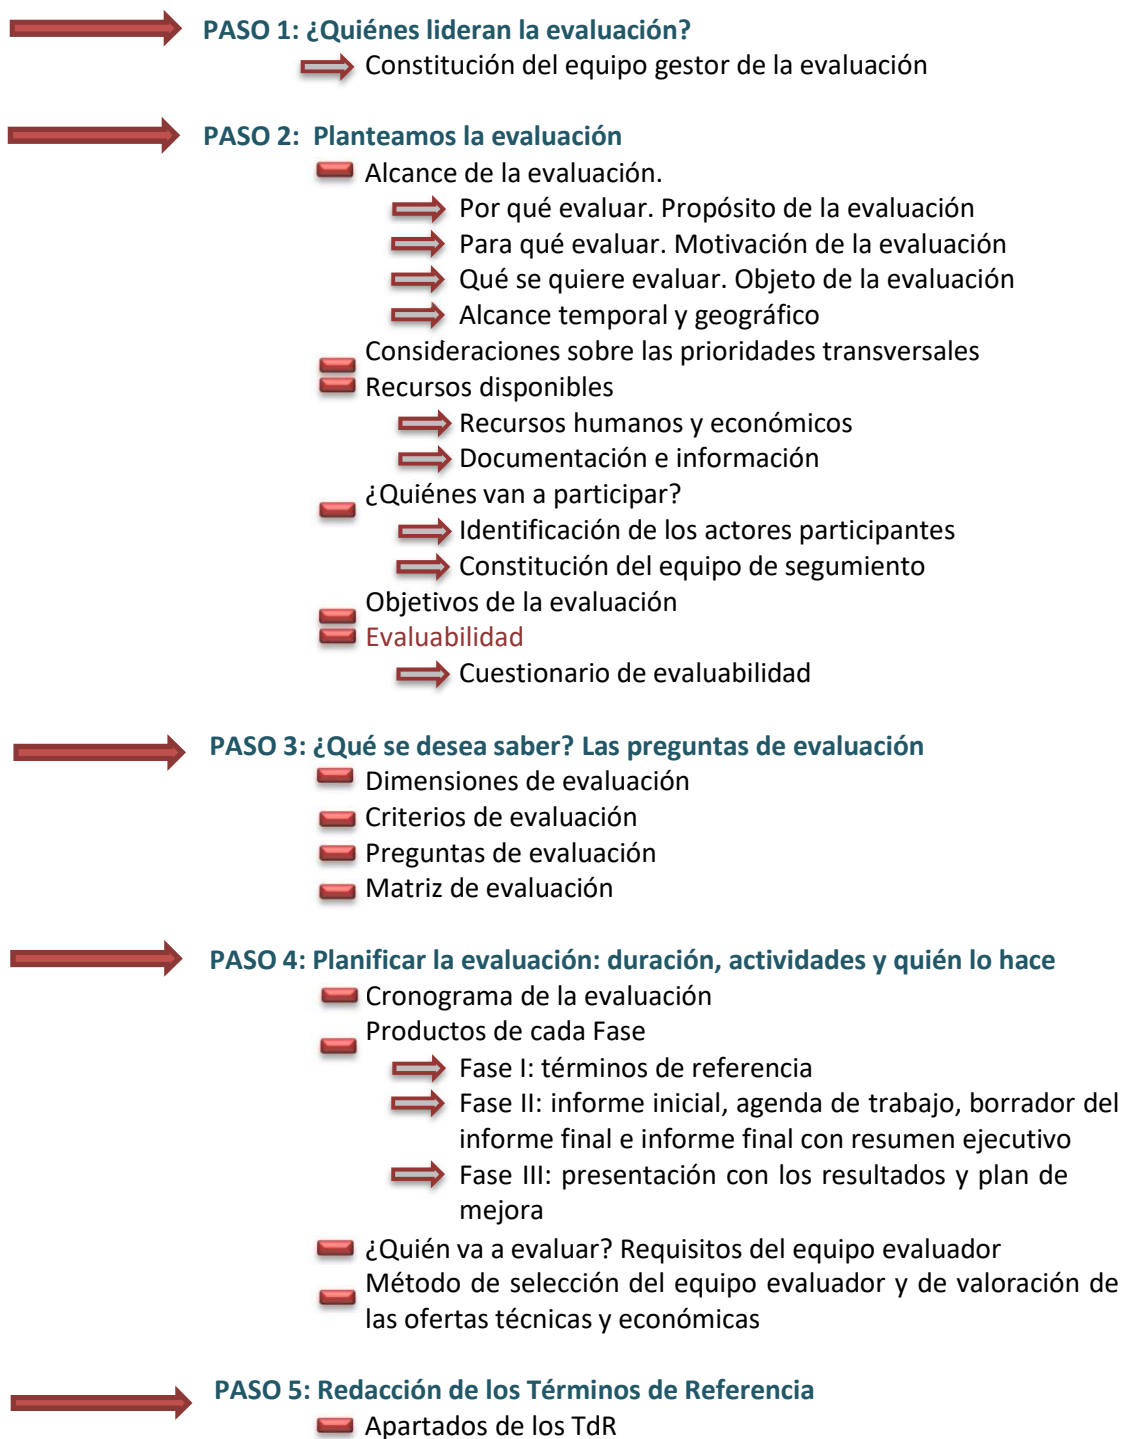 PASO 1: ¿Quiénes lideran la evaluación?
Constitución del equipo gestor de la evaluación
PASO 2: Planteamos la evaluación
Alcance de la evaluación.
Por qué evaluar. Propósito de la evaluación
Para qué evaluar. Motivación de la evaluación
Qué se quiere evaluar. Objeto de la evaluación
Alcance temporal y geográfico
Consideraciones sobre las prioridades transversales
Recursos disponibles
Recursos humanos y económicos
Documentación e información
¿Quiénes van a participar?
Identificación de los actores participantes
Constitución del equipo de segumiento
Objetivos de la evaluación
Evaluabilidad
Cuestionario de evaluabilidad
PASO 3: ¿Qué se desea saber? Las preguntas de evaluación
Dimensiones de evaluación
Criterios de evaluación
Preguntas de evaluación
Matriz de evaluación
PASO 4: Planificar la evaluación: duración, actividades y quién lo hace
Cronograma de la evaluación
Productos de cada Fase
Fase I: términos de referencia
Fase II: informe inicial, agenda de trabajo, borrador del
informe final e informe final con resumen ejecutivo
Fase III: presentación con los resultados y plan de
mejora
¿Quién va a evaluar? Requisitos del equipo evaluador
Método de selección del equipo evaluador y de valoración de
las ofertas técnicas y económicas
PASO 5: Redacción de los Términos de Referencia
Apartados de los TdR